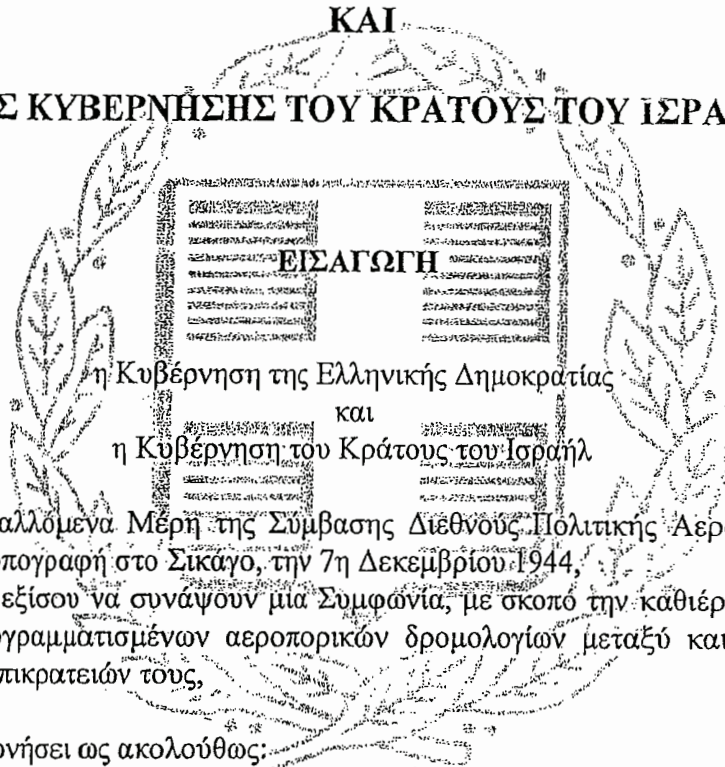 ΚΑΙ
Σ ΚΥΒΕΡΝΗΣΗΣ ΤΟΥ ΚΡΑΤΟΥΣ ΤΟΥ ΙΣΡΑ
ΕΙΣΑΓΩΓΗ
η Κυβέρνηση της Ελληνικής Δημοκρατίας
και
η Κυβέρνηση του Κράτους του Ισραήλ
αλλόμενα Μέρη της Σύμβασης Διεθνούς Πολιτικής Αερ
πογραφή στο Σικάγο, την 7η Δεκεμβρίου 1944,
εξίσου να συνάψουν μια Συμφωνία, με σκοπό την καθιέρ
ογραμματισμένων αεροπορικών δρομολογίων μεταξύ και
πικρατειών τους,
ονήσει ως ακολούθως: